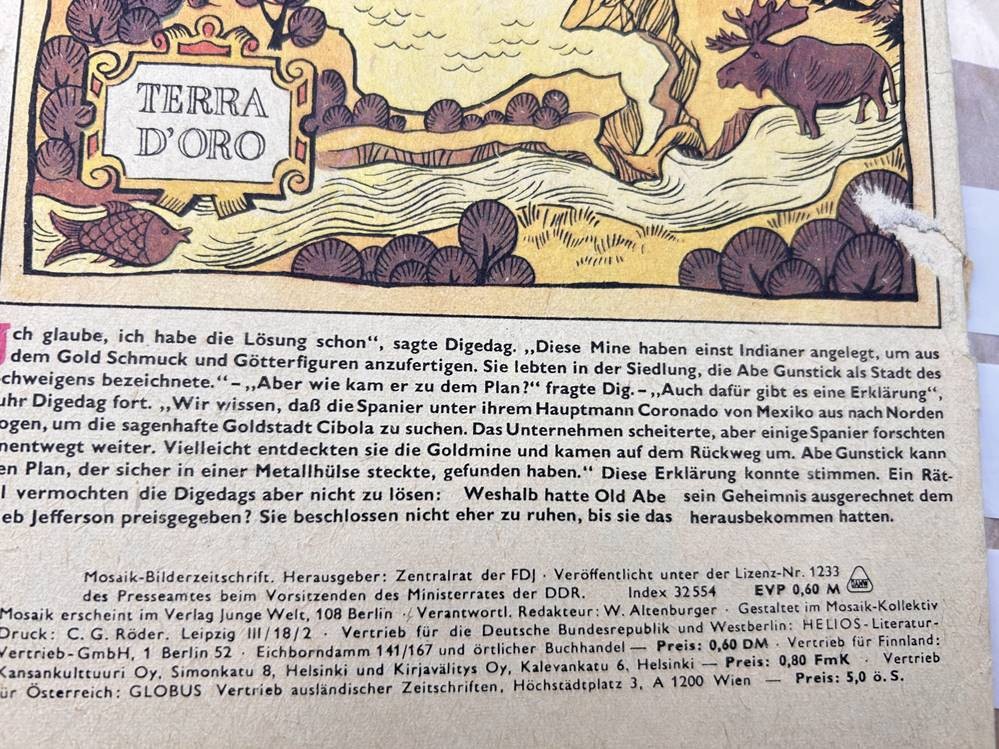 TERRA
D'ORO
ch glaube, ich habe die Lösung schon“, sagte Digedag. „Diese Mine haben einst Indianer angelegt, um aus
dem Gold Schmuck und Götterfiguren anzufertigen. Sie lebten in der Siedlung, die Abe Gunstick als Stadt des
chweigens bezeichnete.“ – „Aber wie kam er zu dem Plan?“ fragte Dig. – „Auch dafür gibt es eine Erklärung“,
uhr Digedag fort. „Wir wissen, daß die Spanier unter ihrem Hauptmann Coronado von Mexiko aus nach Norden
ogen, um die sagenhafte Goldstadt Cibola zu suchen. Das Unternehmen scheiterte, aber einige Spanier forschten
nentwegt weiter. Vielleicht entdeckten sie die Goldmine und kamen auf dem Rückweg um. Abe Gunstick kann
en Plan, der sicher in einer Metallhülse steckte, gefunden haben.“ Diese Erklärung konnte stimmen. Ein Rät-
l vermochten die Digedags aber nicht zu lösen: Weshalb hatte Old Abe sein Geheimnis ausgerechnet dem
eb Jefferson preisgegeben? Sie beschlossen nicht eher zu ruhen, bis sie das herausbekommen hatten.
Mosaik-Bilderzeitschrift. Herausgeber: Zentralrat der FDJ · Veröffentlicht unter der Lizenz-Nr. 1233
des Presseamtes beim Vorsitzenden des Ministerrates der DDR. Index 32554 EVP 0,60 M
Mosaik erscheint im Verlag Junge Welt, 108 Berlin · Verantwortl. Redakteur: W. Altenburger · Gestaltet im Mosaik-Kollektiv
Druck: C. G. Röder. Leipzig III/18/2 · Vertrieb für die Deutsche Bundesrepublik und Westberlin: HELIOS-Literatur-
Vertrieb-GmbH, 1 Berlin 52 · Eichborndamm 141/167 und örtlicher Buchhandel — Preis: 0,60 DM · Vertrieb für Finnland:
Kansankulttuuri Oy, Simonkatu 8, Helsinki und Kirjavälitys Oy, Kalevankatu 6, Helsinki — Preis: 0,80 FmK · Vertrieb
ür Österreich: GLOBUS Vertrieb ausländischer Zeitschriften, Höchstädtplatz 3, A 1200 Wien — Preis: 5,0 ö. S.